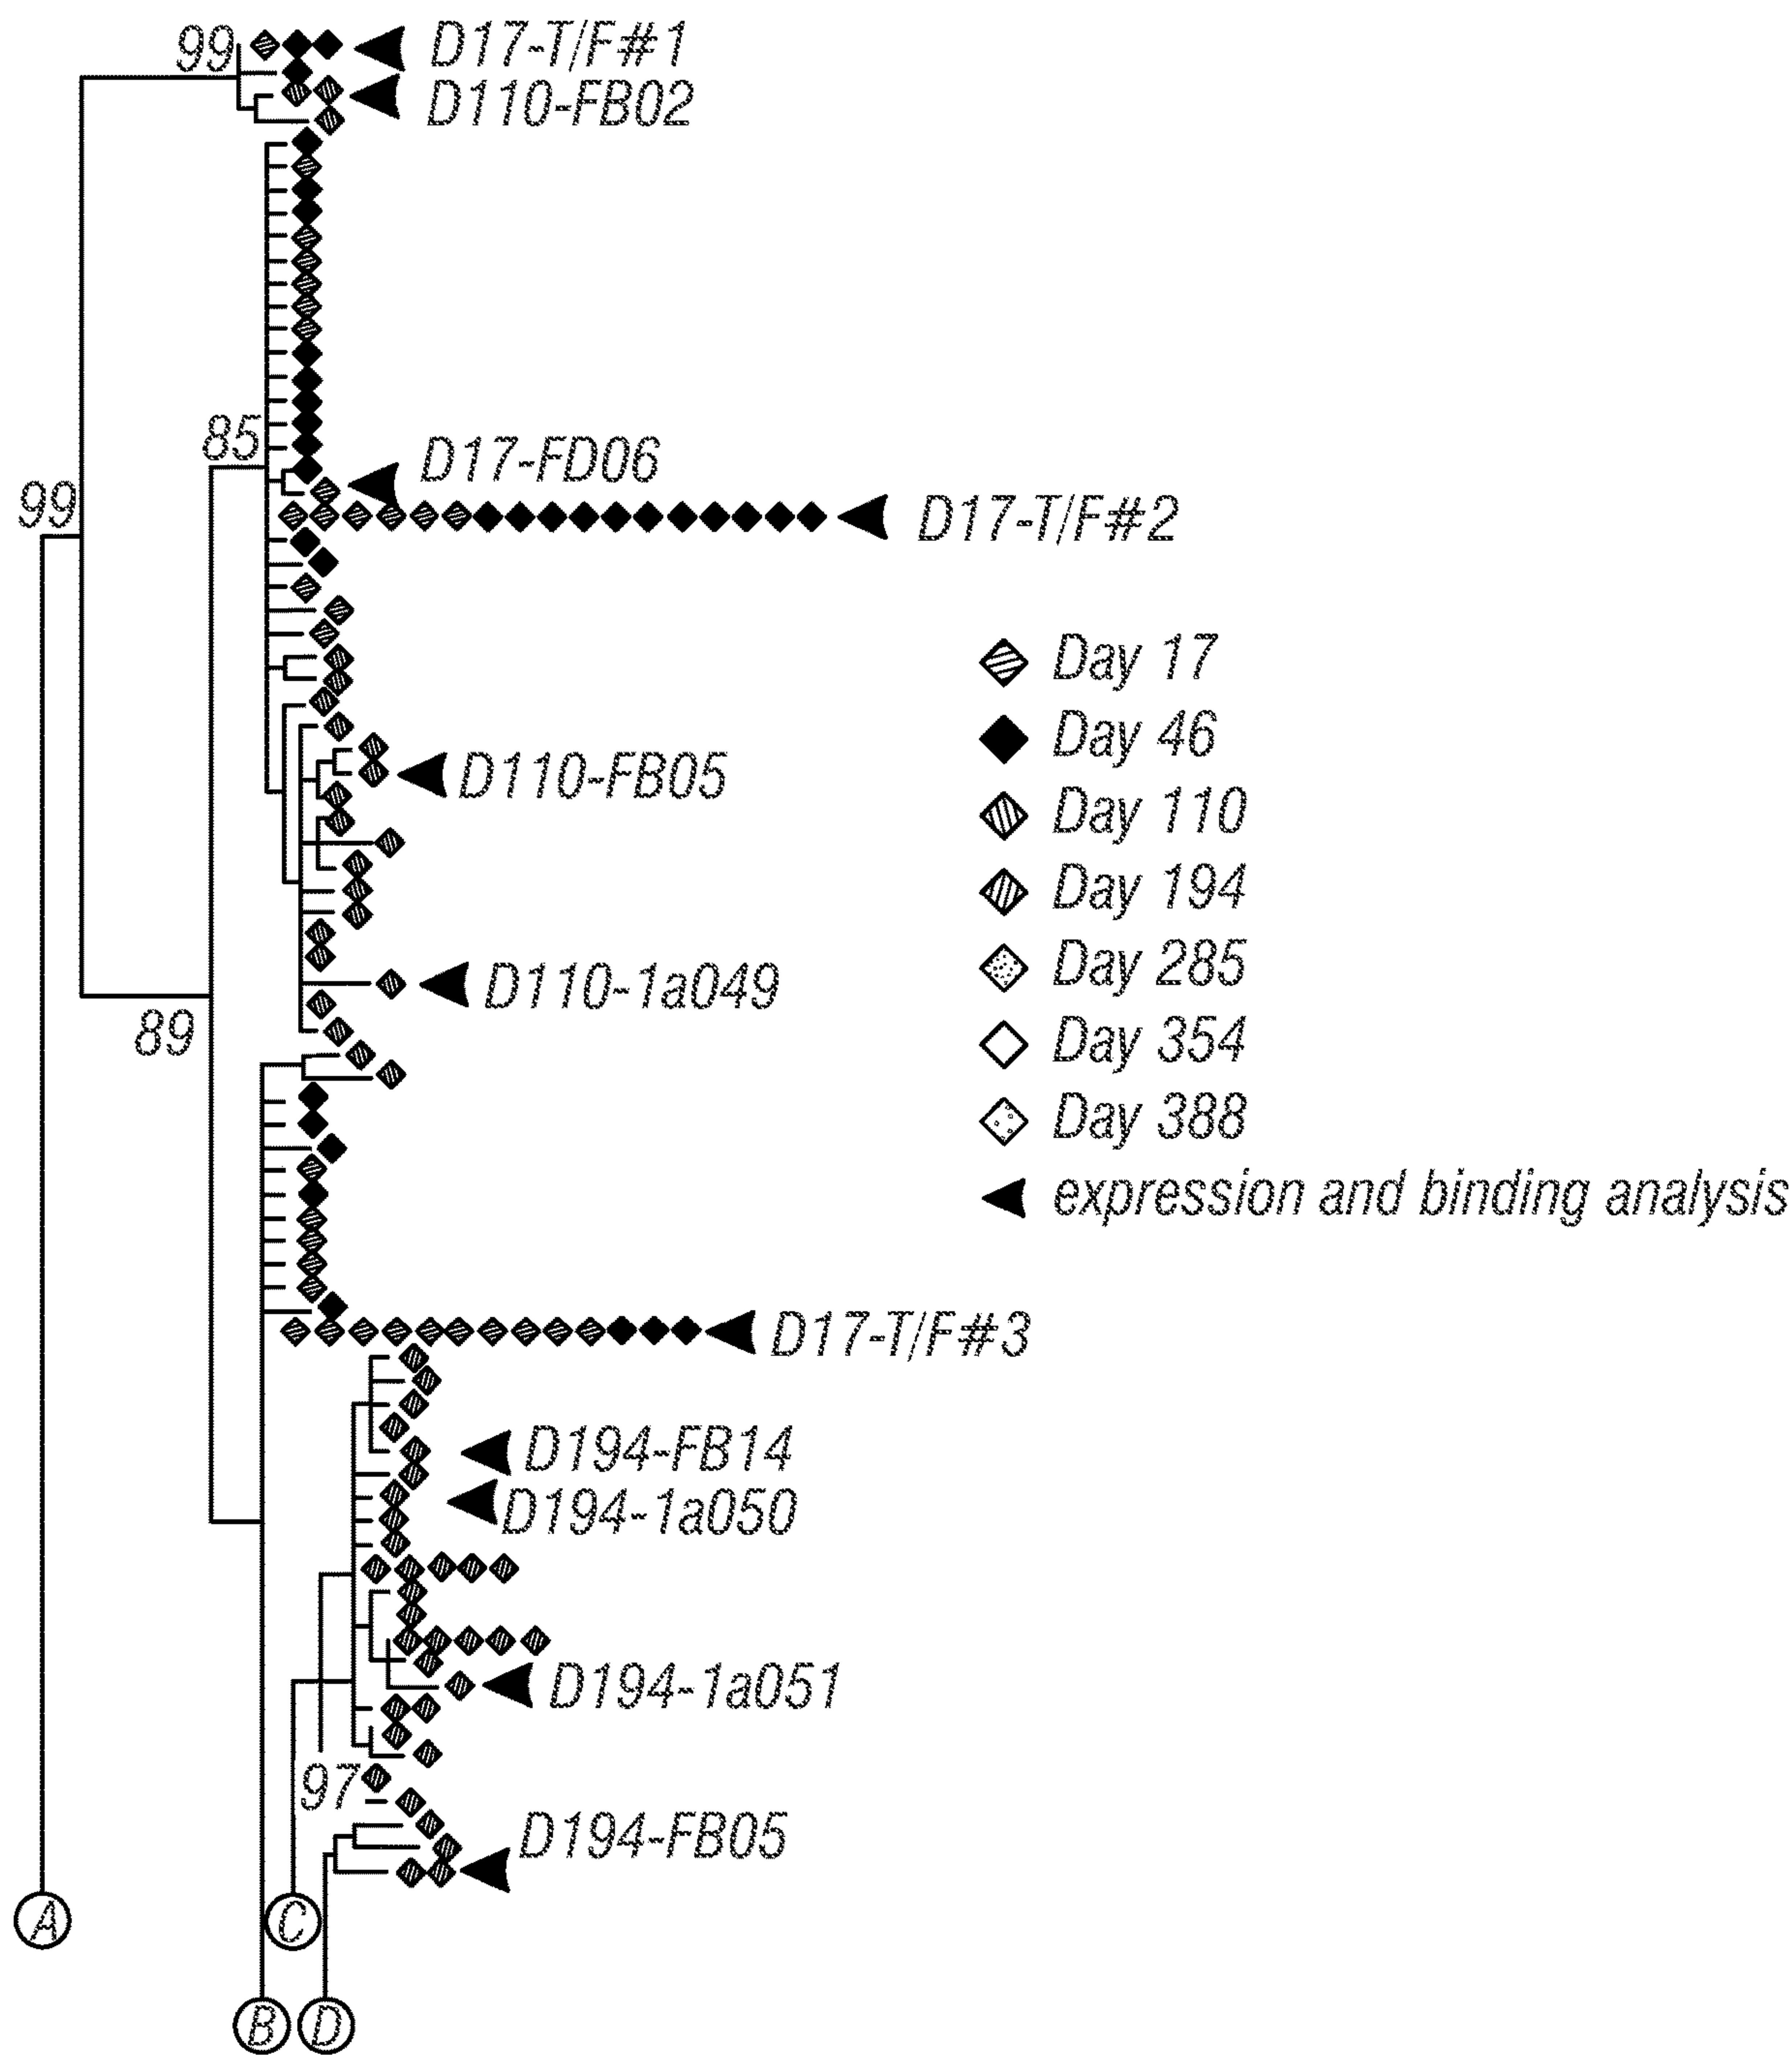 99
D17-T/F#1
D110-FB02
85
D17-FD06
99
D17-T/F#2
Day 17
Day 46
D110-FB05
Day 110
Day 194
Day 285
D110-1a049
89
Day 354
Day 388
expression and binding analysis
D17-T/F#3
D194-FB14
D194-1a050
D194-1a051
97
D194-FB05
A
C
B
D